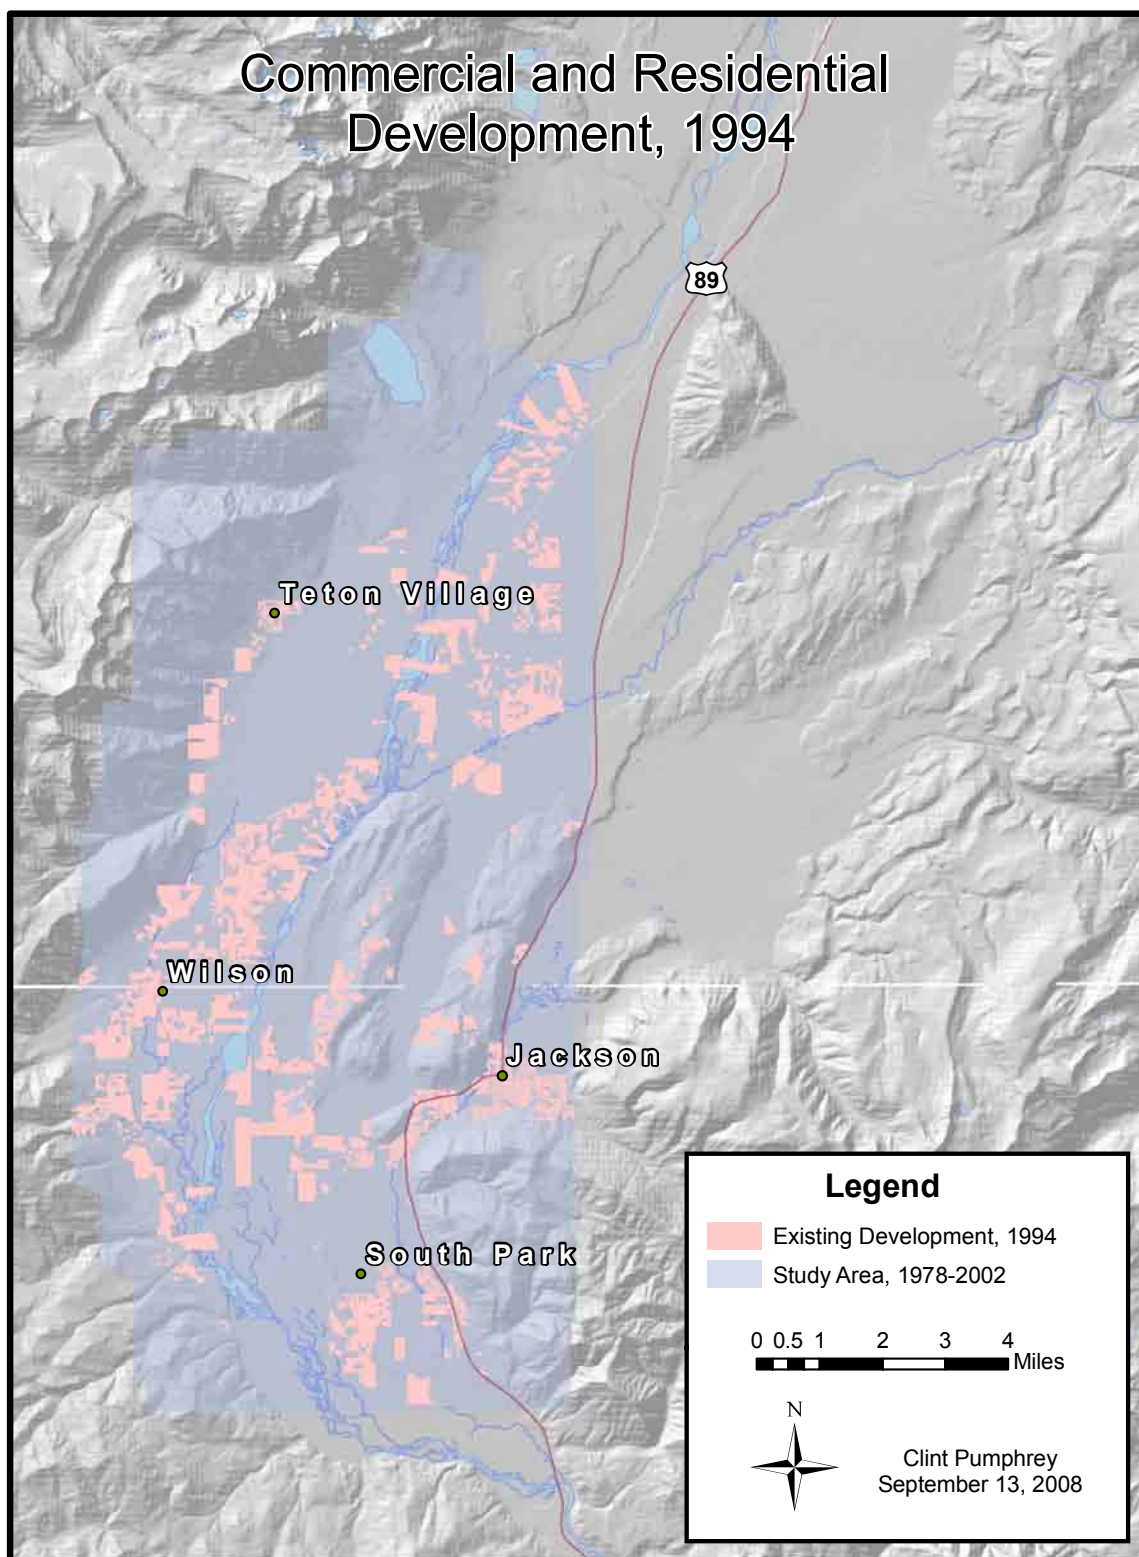 Commercial and Residential
Development, 1994
89
Teton Village
Wilson
Jackson
South Park
Legend
Existing Development, 1994
Study Area, 1978-2002
0 0.5 1 2 3 4
Miles
N
Clint Pumphrey
September 13, 2008